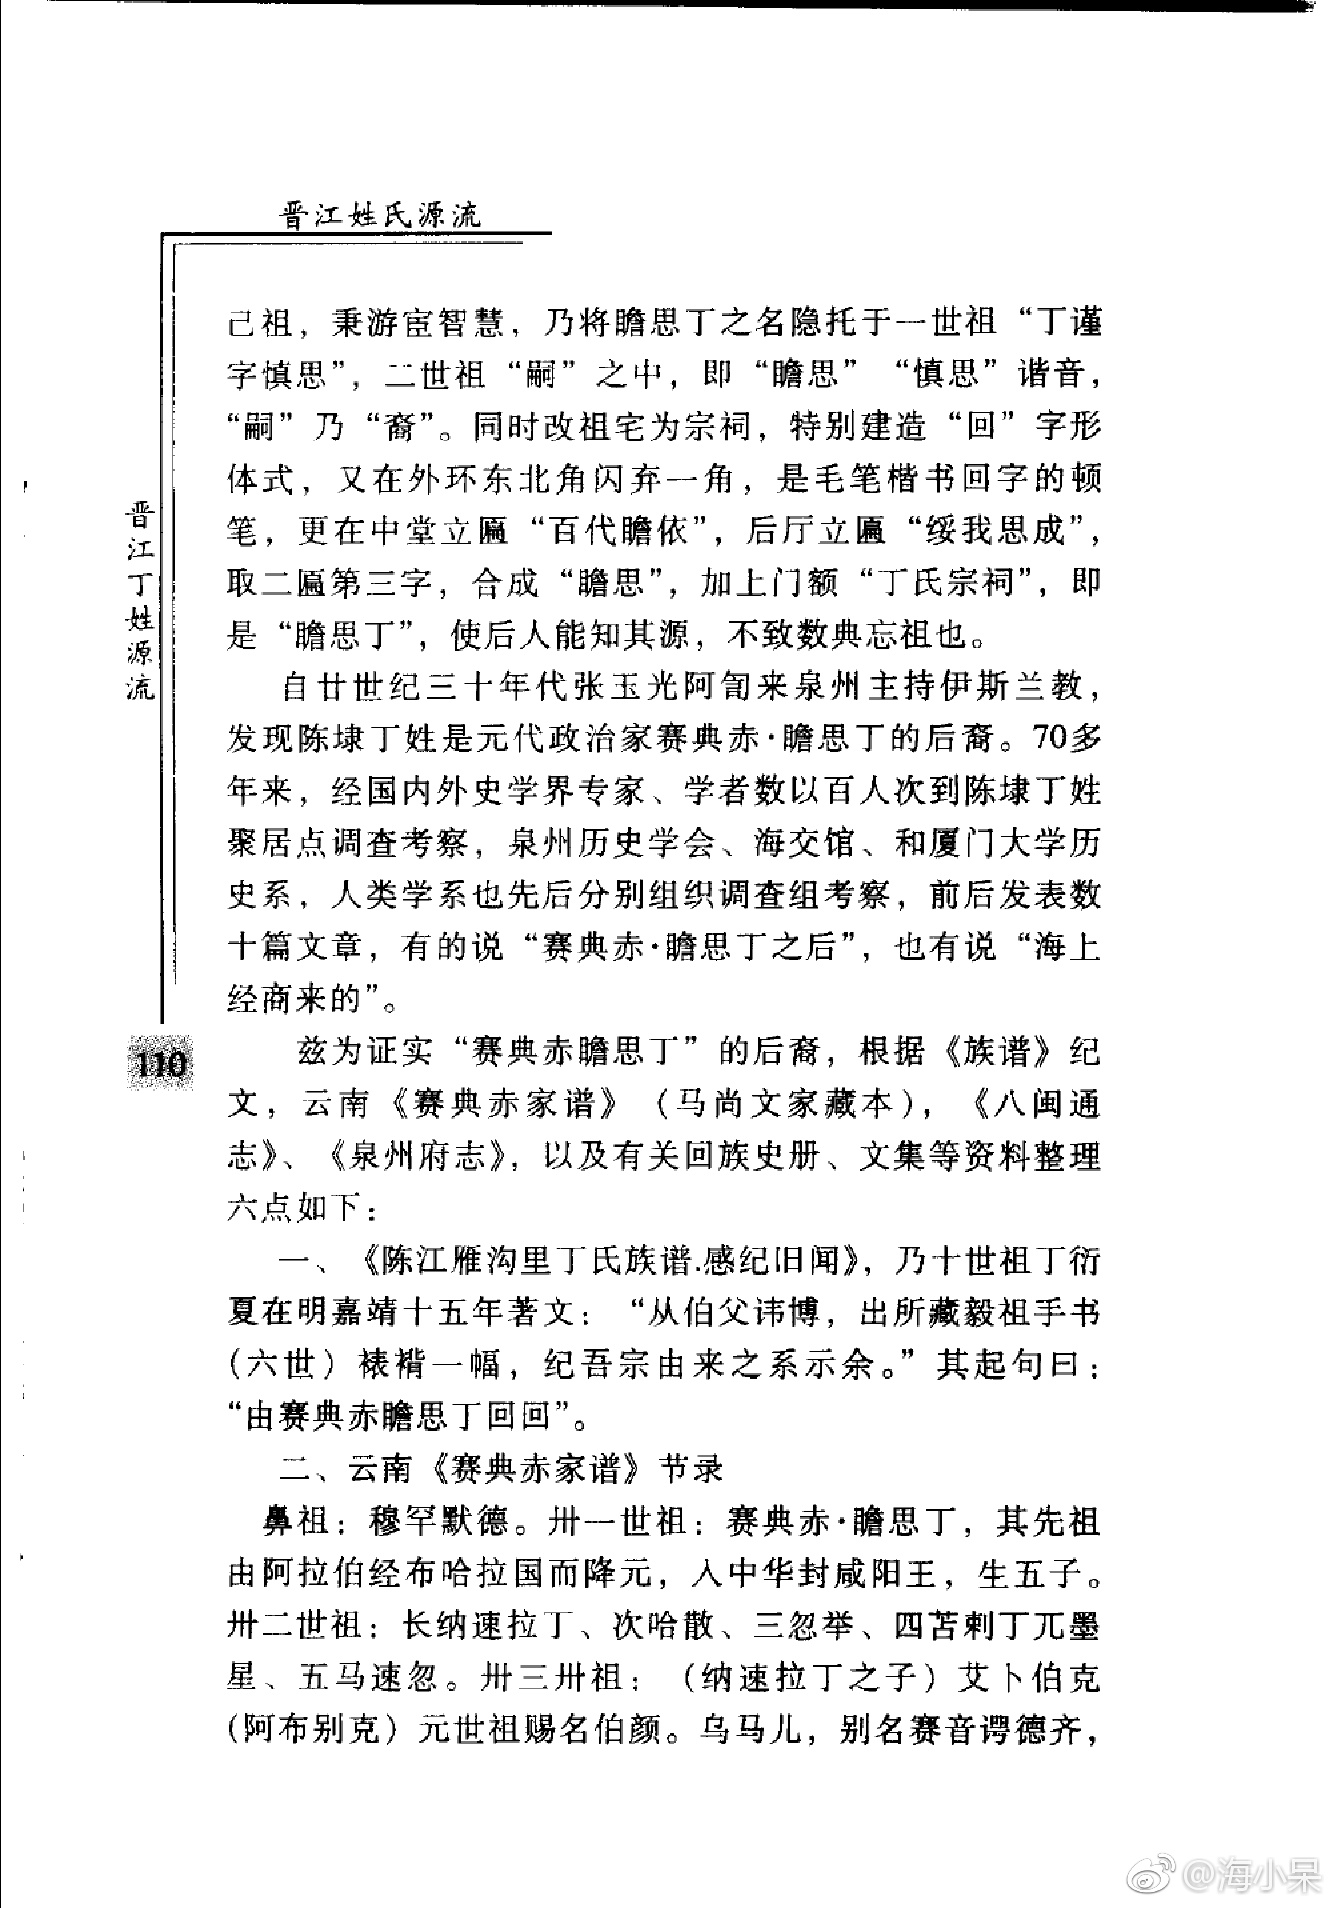 晋江姓氏源流
己祖，秉游宦智慧，乃将瞻思丁之名隐托于一世祖“丁谨
字慎思”，二世祖“嗣”之中，即“瞻思”“慎思”谐音，
“嗣”乃“裔”。同时改祖宅为宗祠，特别建造“回”字形
体式，又在外环东北角闪弃一角，是毛笔楷书回字的顿
笔，更在中堂立匾“百代瞻依”，后厅立匾“绥我思成”，
取二匾第三字，合成“瞻思”，加上门额“丁氏宗祠”，即
是“瞻思丁”，使后人能知其源，不致数典忘祖也。
自廿世纪三十年代张玉光阿訇来泉州主持伊斯兰教，
发现陈埭丁姓是元代政治家赛典赤·瞻思丁的后裔。70多
年来，经国内外史学界专家、学者数以百人次到陈埭丁姓
聚居点调查考察，泉州历史学会、海交馆、和厦门大学历
史系，人类学系也先后分别组织调查组考察，前后发表数
十篇文章，有的说“赛典赤·瞻思丁之后”，也有说“海上
经商来的”。
兹为证实“赛典赤瞻思丁”的后裔，根据《族谱》纪
文，云南《赛典赤家谱》（马尚文家藏本），《八闽通
志》、《泉州府志》，以及有关回族史册、文集等资料整理
六点如下：
一、《陈江雁沟里丁氏族谱.感纪旧闻》，乃十世祖丁衍
夏在明嘉靖十五年著文：“从伯父讳博，出所藏毅祖手书
（六世）裱褙一幅，纪吾宗由来之系示余。”其起句曰：
“由赛典赤瞻思丁回回”。
二、云南《赛典赤家谱》节录
鼻祖：穆罕默德。卅一世祖：赛典赤·瞻思丁，其先祖
由阿拉伯经布哈拉国而降元，入中华封咸阳王，生五子。
卅二世祖：长纳速拉丁、次哈散、三忽举、四苫剌丁兀墨
星、五马速忽。卅三卅祖：（纳速拉丁之子）艾卜伯克
（阿布别克）元世祖赐名伯颜。乌马儿，别名赛音谔德齐，
晋江丁姓源流
110
@海小呆